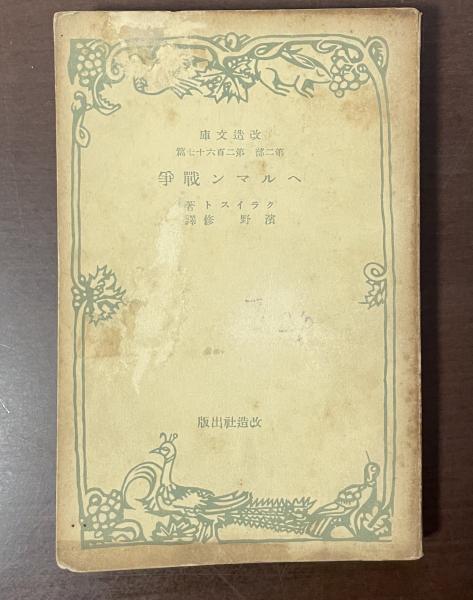 改造文庫
第二部 第二百六十七篇
ヘルマン戰爭
クライスト著
濱野修譯
改造社出版